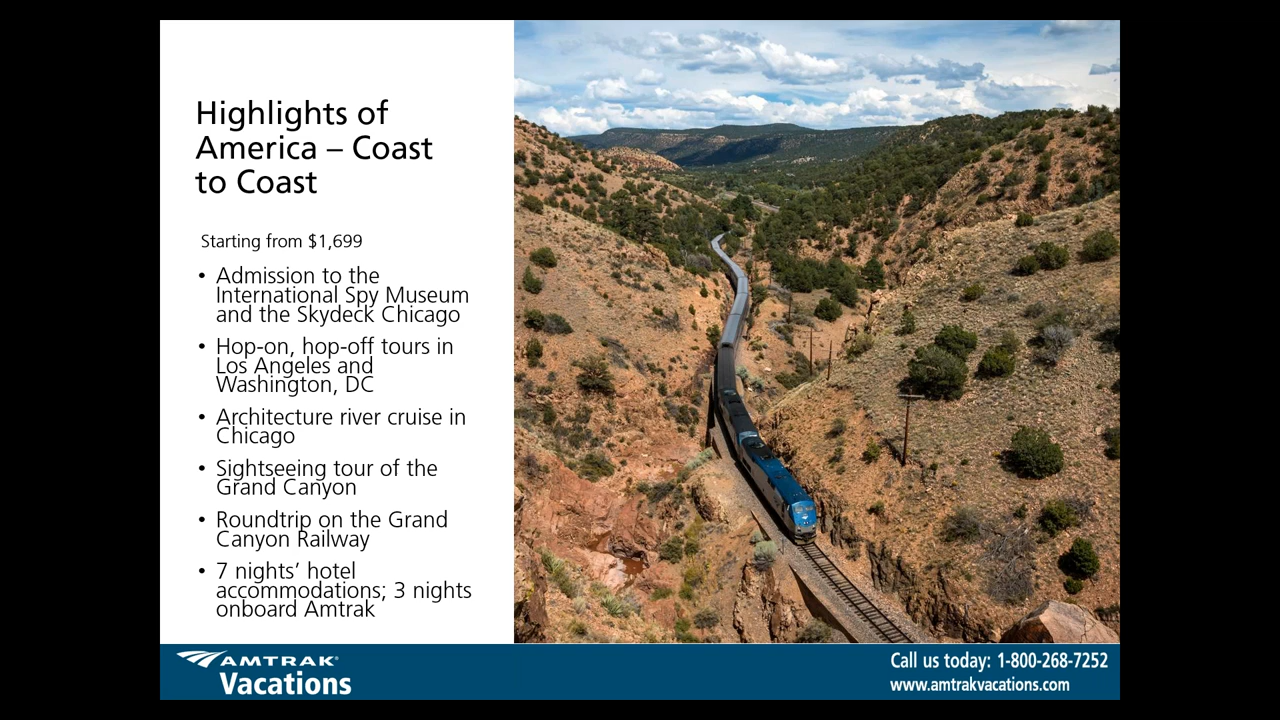 Highlights of
America – Coast
to Coast
Starting from $1,699
• Admission to the
International Spy Museum
and the Skydeck Chicago
• Hop-on, hop-off tours in
Los Angeles and
Washington, DC
• Architecture river cruise in
Chicago
• Sightseeing tour of the
Grand Canyon
• Roundtrip on the Grand
Canyon Railway
• 7 nights’ hotel
accommodations; 3 nights
onboard Amtrak
AMTRAK®
Vacations
Call us today: 1-800-268-7252
www.amtrakvacations.com